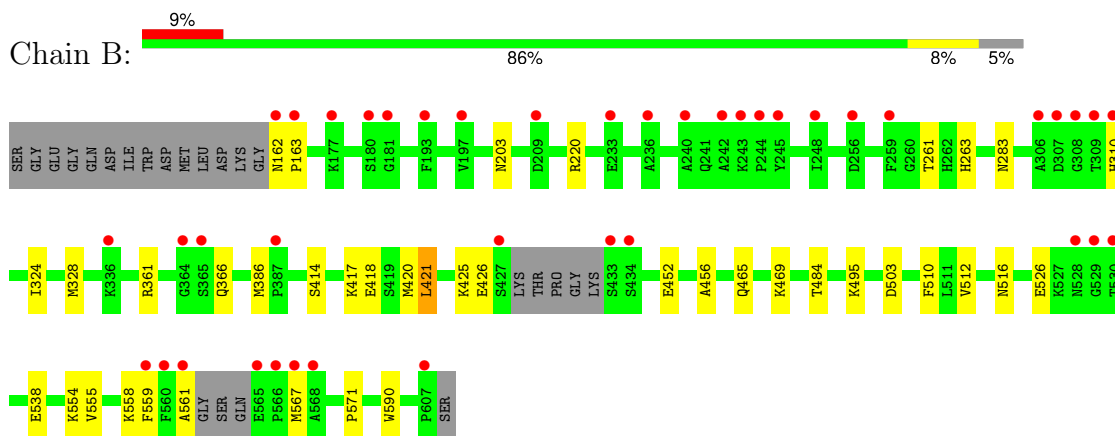 9%
Chain B:
86% 8% 5%
SER GLY GLU GLY GLN ASP ILE TRP ASP MET LEU ASP LYS GLY N162 P163 K177 S180 G181 F193 V197 N203 D209 R220 E233 A236 A240 Q241 A242 K243 P244 Y245 I248 D256 F259 G260 T261 H262 H263 N283 A306 D307 G308 T309 H310
I324 M328 K336 R361 G364 S365 Q366 M386 P387 S414 K417 E418 S419 M420 L421 K425 E426 S427 LYS THR PRO GLY LYS S433 S434 E452 A456 Q465 K469 T484 K495 D503 F510 L511 V512 N516 E526 K527 N528 G529 T530
E538 K554 V555 K558 F559 F560 A561 GLY SER GLN E565 P566 M567 A568 P571 W590 P607 SER